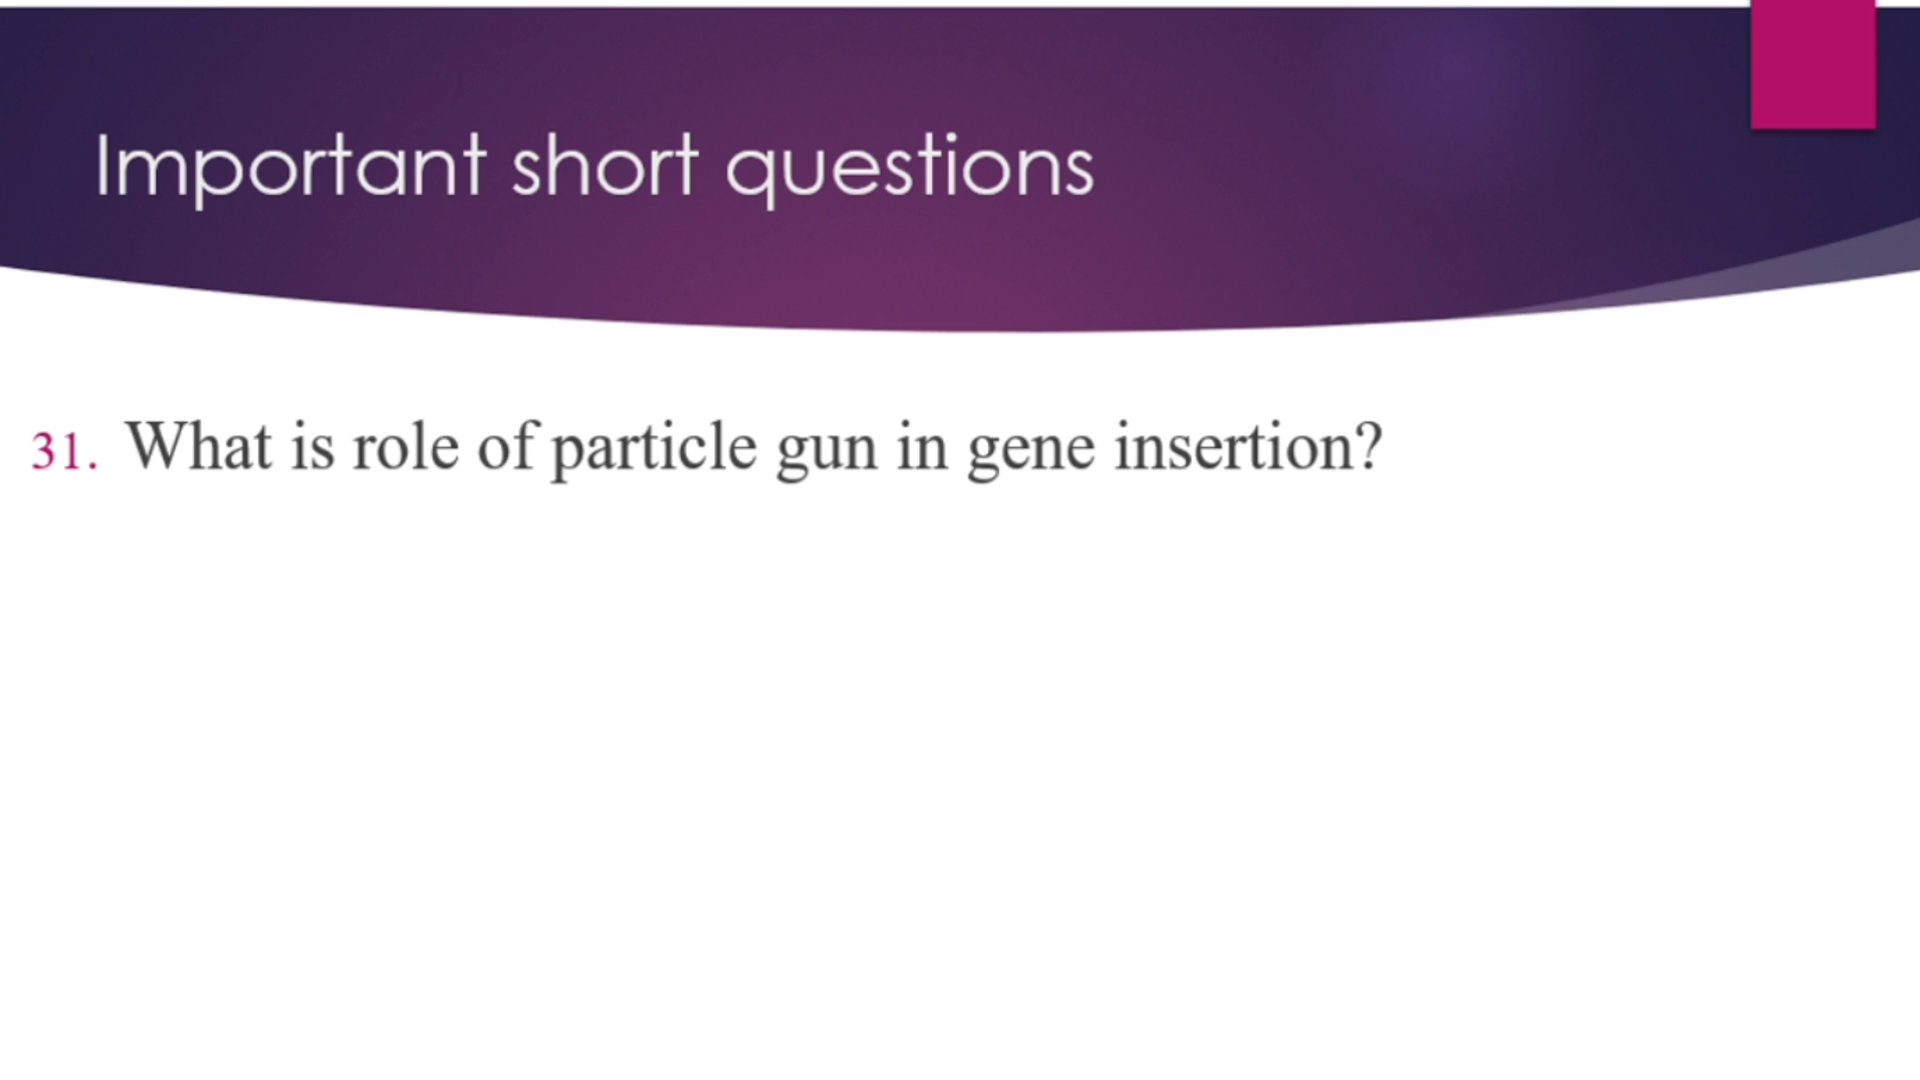 Important short questions
31. What is role of particle gun in gene insertion?